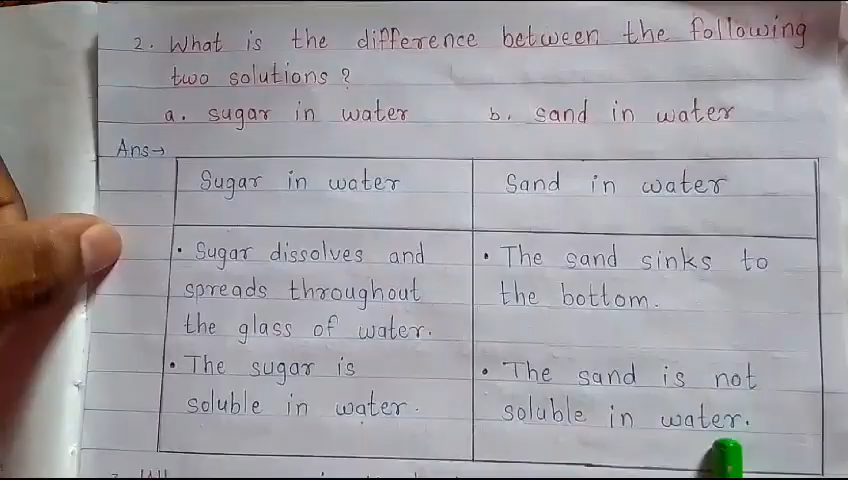 2. What is the difference between the following
two solutions?
a. sugar in water b. sand in water
Ans→
Sugar in water
Sand in water
• Sugar dissolves and
spreads throughout
the glass of water.
• The sugar is
soluble in water.
• The sand sinks to
the bottom.
• The sand is not
soluble in water.